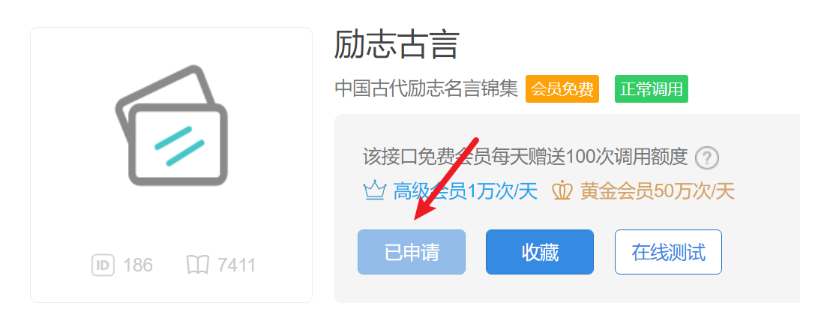 励志古言
中国古代励志名言锦集 会员免费 正常调用
该接口免费会员每天赠送100次调用额度 ?
高级会员1万次/天 黄金会员50万次/天
已申请 收藏 在线测试
ID 186 7411